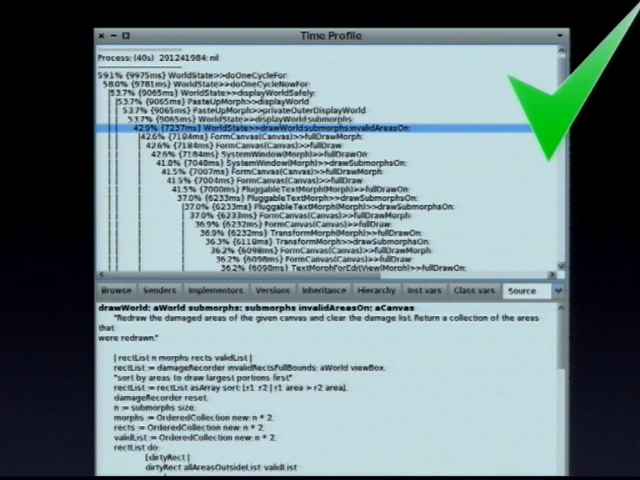 Time Profile
Process: (40s) 291241984: nil
59.1% {9975ms} WorldState>>doOneCycleFor:
58.0% {9791ms} WorldState>>doOneCycleNowFor:
53.7% {9065ms} WorldState>>displayWorldSafely:
|53.7% {9065ms} PasteUpMorph>>displayWorld
53.7% {9065ms} PasteUpMorph>>privateOuterDisplayWorld
53.7% {9065ms} WorldState>>displayWorld:submorphs:
42.9% {7237ms} WorldState>>drawWorld:submorphs:invalidAreasOn:
|42.6% {7184ms} FormCanvas(Canvas)>>fullDrawMorph:
42.6% {7184ms} FormCanvas(Canvas)>>fullDraw:
42.6% {7184ms} SystemWindow(Morph)>>fullDrawOn:
41.8% {7048ms} SystemWindow(Morph)>>drawSubmorphsOn:
41.5% {7007ms} FormCanvas(Canvas)>>fullDrawMorph:
41.5% {7004ms} FormCanvas(Canvas)>>fullDraw:
41.5% {7000ms} PluggableTextMorph(Morph)>>fullDrawOn:
37.0% {6233ms} PluggableTextMorph(Morph)>>drawSubmorphsOn:
|37.0% {6233ms} PluggableTextMorph>>drawSubmorphsOn:
37.0% {6233ms} FormCanvas(Canvas)>>fullDrawMorph:
36.9% {6232ms} FormCanvas(Canvas)>>fullDraw:
36.9% {6232ms} TransformMorph(Morph)>>fullDrawOn:
36.3% {6119ms} TransformMorph>>drawSubmorphsOn:
36.2% {6098ms} FormCanvas(Canvas)>>fullDrawMorph:
36.2% {6098ms} FormCanvas(Canvas)>>fullDraw:
36.2% {6090ms} TextMorphForEditView(Morph)>>fullDrawOn:
Browse Senders Implementors Versions Inheritance Hierarchy Inst vars Class vars Source
drawWorld: aWorld submorphs: submorphs invalidAreasOn: aCanvas
"Redraw the damaged areas of the given canvas and clear the damage list. Return a collection of the areas
that
were redrawn."
| rectList n morphs rects validList |
rectList := damageRecorder invalidRectsFullBounds: aWorld viewBox.
"sort by areas to draw largest portions first"
rectList := rectList asArray sort: [:r1 :r2 | r1 area > r2 area].
damageRecorder reset.
n := submorphs size.
morphs := OrderedCollection new: n * 2.
rects := OrderedCollection new: n * 2.
validList := OrderedCollection new: n * 2.
rectList do:
[:dirtyRect |
dirtyRect allAreasOutsideList: validList